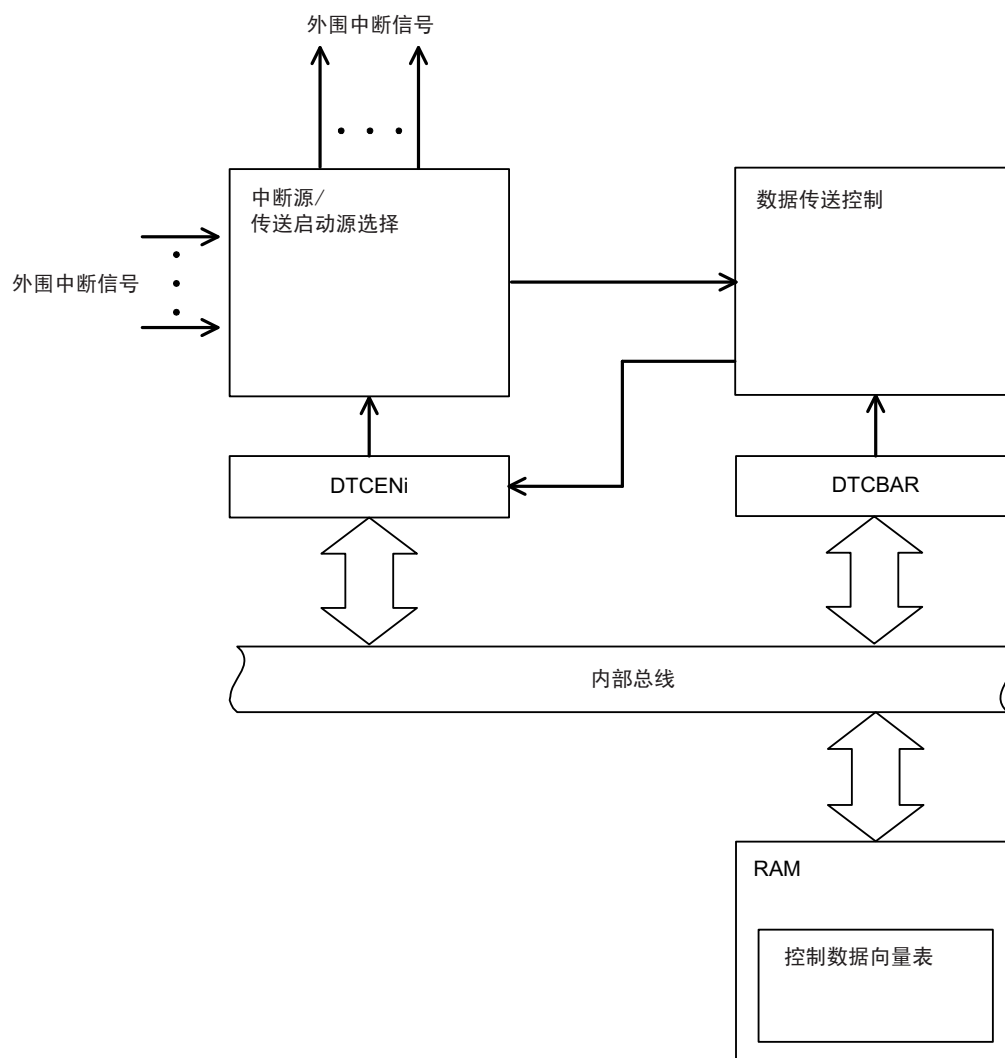 外围中断信号
中断源/
传送启动源选择
数据传送控制
外围中断信号
DTCENi
DTCBAR
内部总线
RAM
控制数据向量表